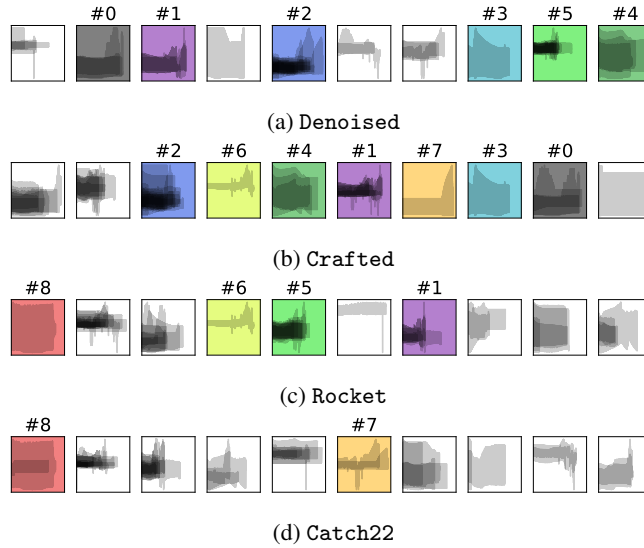 #0 #1 #2 #3 #5 #4
(a) Denoised
#2 #6 #4 #1 #7 #3 #0
(b) Crafted
#8 #6 #5 #1
(c) Rocket
#8 #7
(d) Catch22